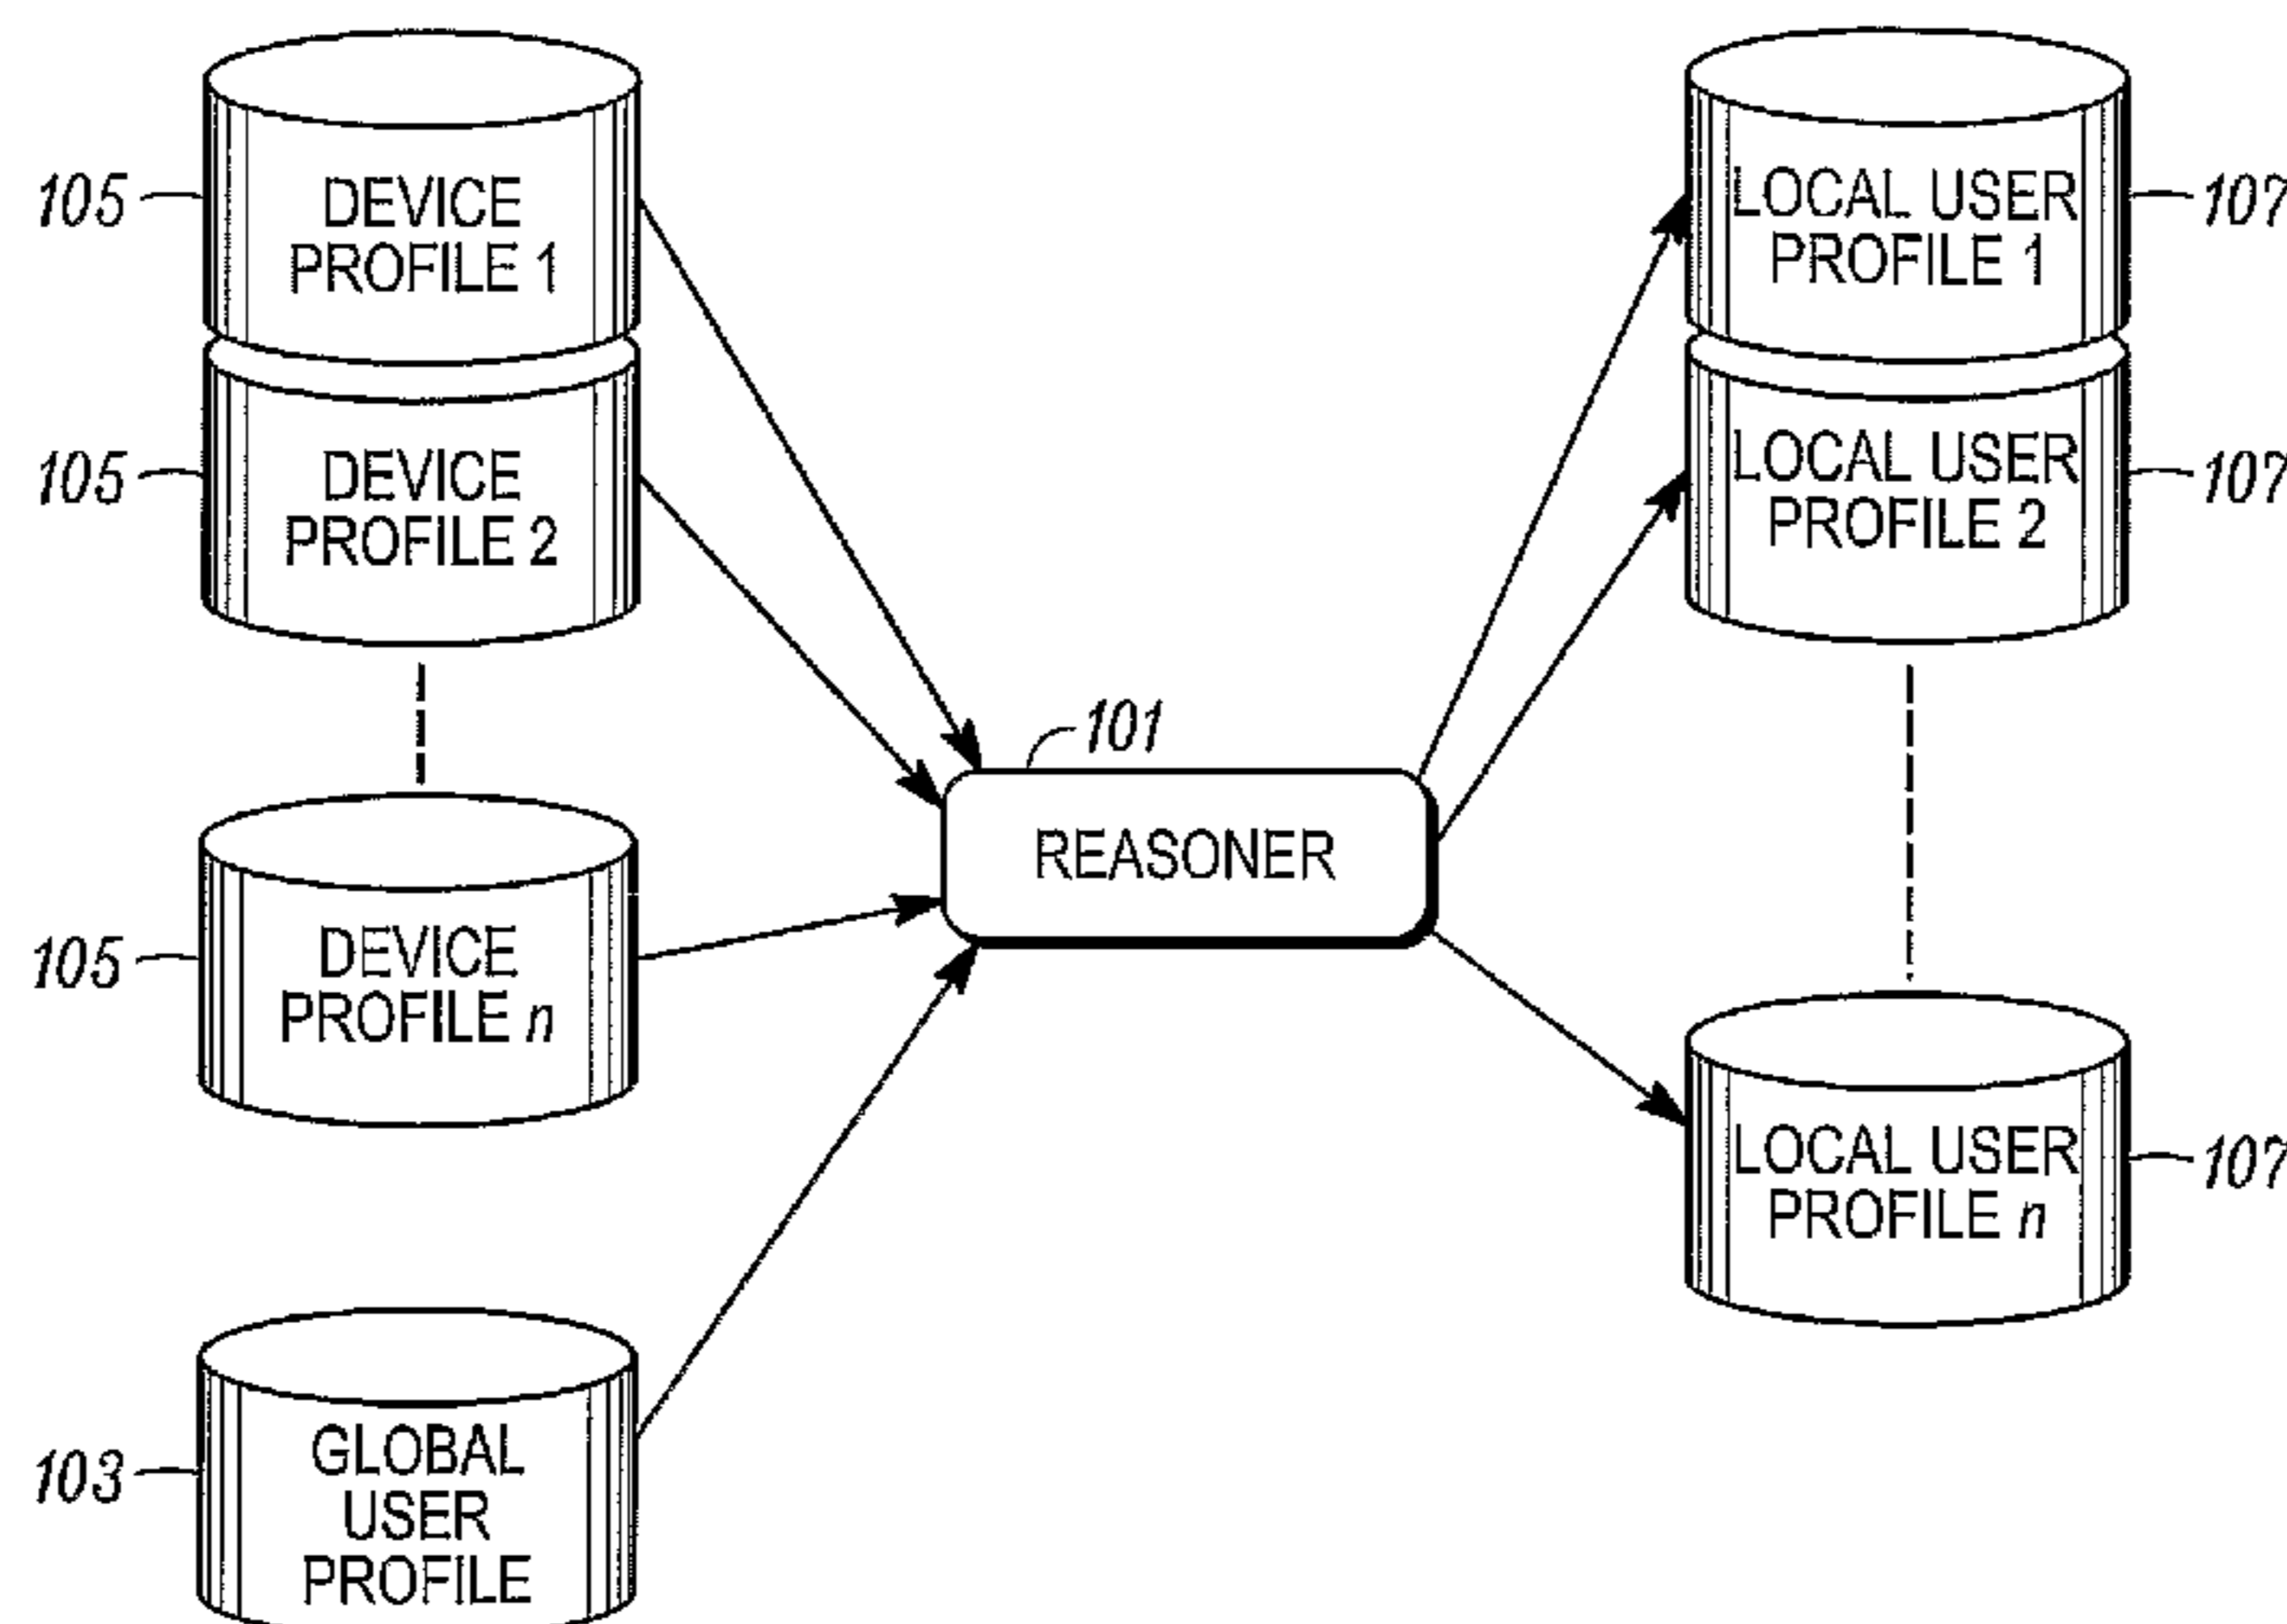 105
DEVICE
PROFILE 1
LOCAL USER
PROFILE 1
107
105
DEVICE
PROFILE 2
LOCAL USER
PROFILE 2
107
101
REASONER
105
DEVICE
PROFILE n
LOCAL USER
PROFILE n
107
103
GLOBAL
USER
PROFILE